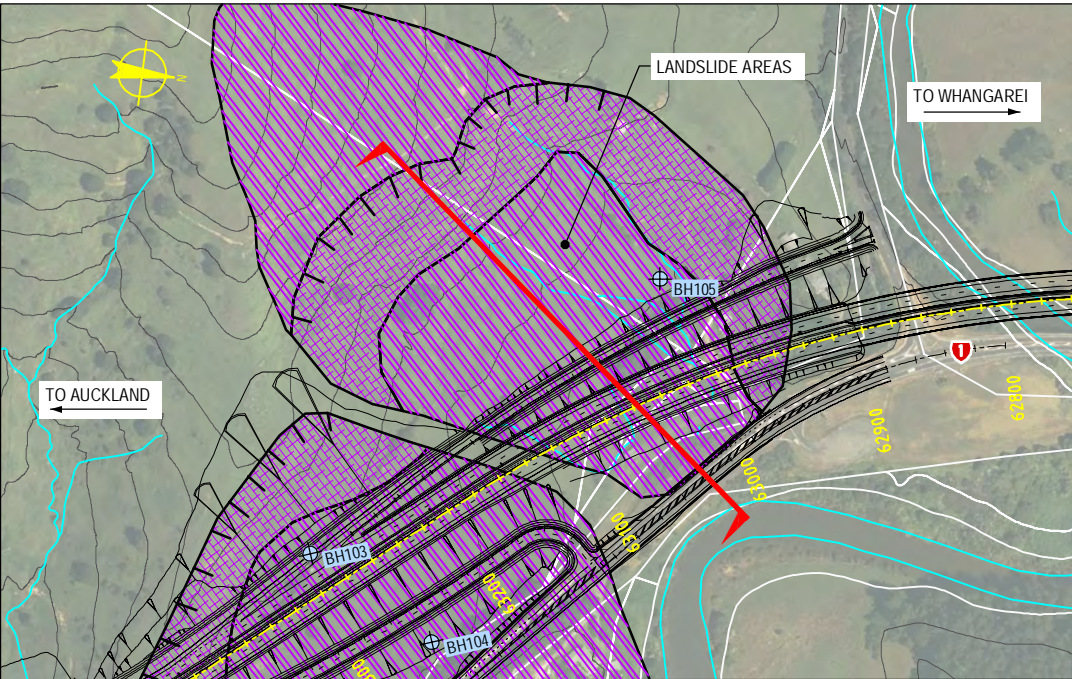 LANDSLIDE AREAS
TO WHANGAREI
N
BH105
1
TO AUCKLAND
62800
62900
63000
63100
BH103
63200
BH104